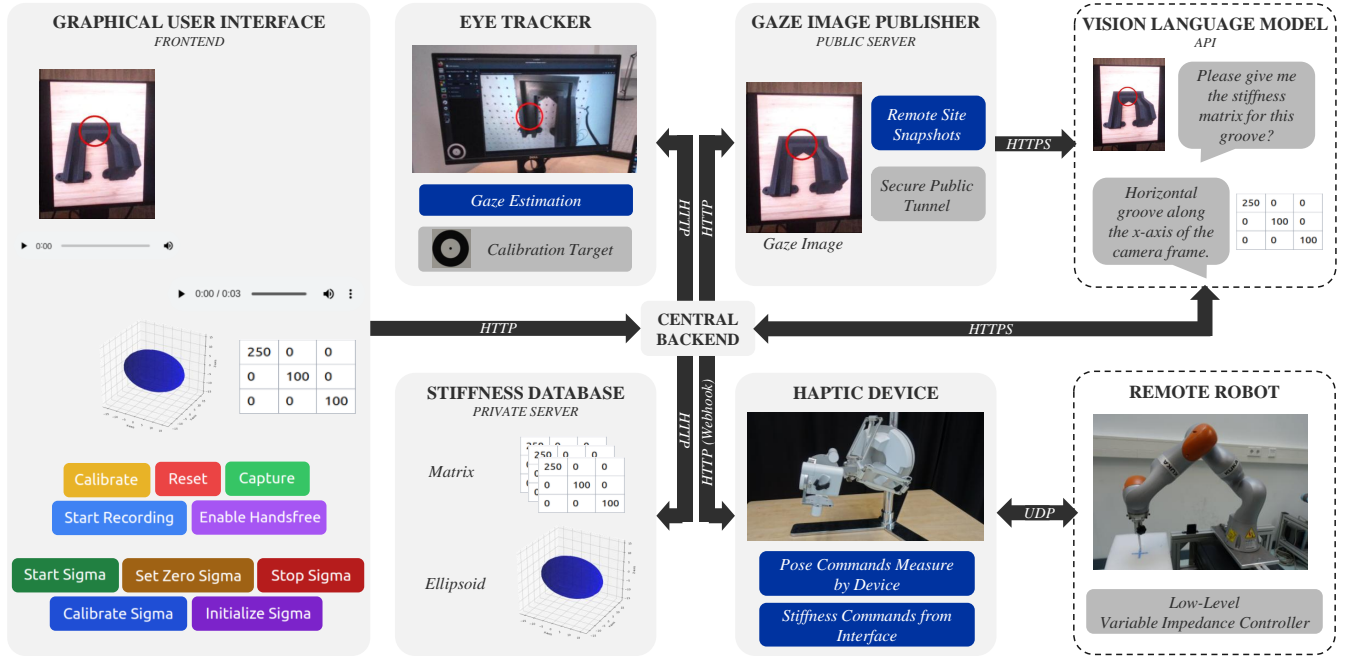 GRAPHICAL USER INTERFACE
FRONTEND
0:00
0:00 / 0:03
250 0 0
0 100 0
0 0 100
Calibrate
Reset
Capture
Start Recording
Enable Handsfree
Start Sigma
Set Zero Sigma
Stop Sigma
Calibrate Sigma
Initialize Sigma
EYE TRACKER
Gaze Estimation
Calibration Target
GAZE IMAGE PUBLISHER
PUBLIC SERVER
Remote Site
Snapshots
Secure Public
Tunnel
Gaze Image
HTTPS
VISION LANGUAGE MODEL
API
Please give me
the stiffness
matrix for this
groove?
Horizontal
groove along
the x-axis of the
camera frame.
250 0 0
0 100 0
0 0 100
HTTP
HTTP
HTTP
CENTRAL
BACKEND
HTTPS
HTTP
HTTP (Webhook)
STIFFNESS DATABASE
PRIVATE SERVER
Matrix
250 0
250 0 0
0 100 0
0 0 100
Ellipsoid
HAPTIC DEVICE
Pose Commands Measure
by Device
Stiffness Commands from
Interface
UDP
REMOTE ROBOT
KUKA
Low-Level
Variable Impedance Controller